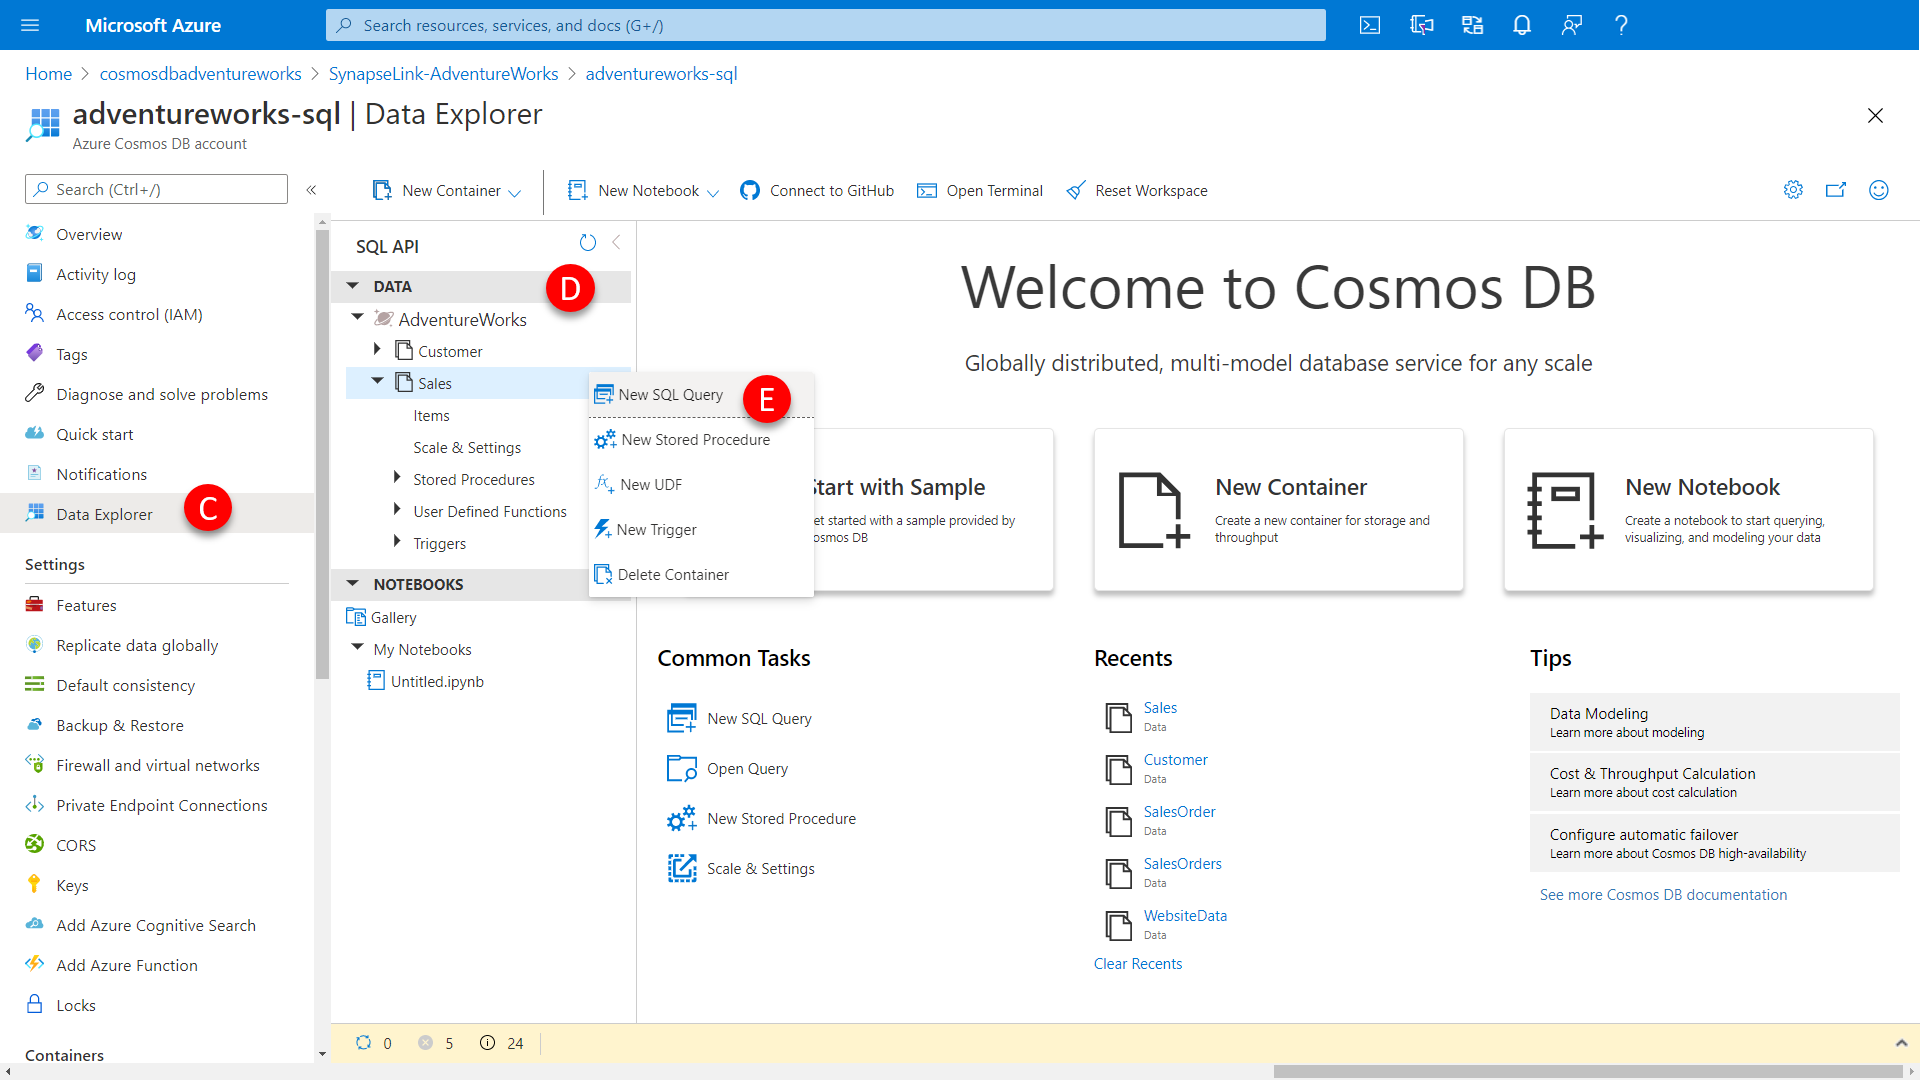 Microsoft Azure
Search resources, services, and docs (G+/)
Home > cosmosdbadventureworks > SynapseLink-AdventureWorks > adventureworks-sql
adventureworks-sql | Data Explorer
Azure Cosmos DB account
Search (Ctrl+/)
«
New Container
New Notebook
Connect to GitHub
Open Terminal
Reset Workspace
Overview
Activity log
Access control (IAM)
Tags
Diagnose and solve problems
Quick start
Notifications
Data Explorer
C
Settings
Features
Replicate data globally
Default consistency
Backup & Restore
Firewall and virtual networks
Private Endpoint Connections
CORS
Keys
Add Azure Cognitive Search
Add Azure Function
Locks
Containers
SQL API
DATA
D
AdventureWorks
Customer
Sales
Items
Scale & Settings
Stored Procedures
User Defined Functions
Triggers
NOTEBOOKS
Gallery
My Notebooks
Untitled.ipynb
New SQL Query
E
New Stored Procedure
New UDF
New Trigger
Delete Container
Welcome to Cosmos DB
Globally distributed, multi-model database service for any scale
Start with Sample
et started with a sample provided by
osmos DB
New Container
Create a new container for storage and
throughput
New Notebook
Create a notebook to start querying,
visualizing, and modeling your data
Common Tasks
New SQL Query
Open Query
New Stored Procedure
Scale & Settings
Recents
Sales
Data
Customer
Data
SalesOrder
Data
SalesOrders
Data
WebsiteData
Data
Clear Recents
Tips
Data Modeling
Learn more about modeling
Cost & Throughput Calculation
Learn more about cost calculation
Configure automatic failover
Learn more about Cosmos DB high-availability
See more Cosmos DB documentation
0 5 24